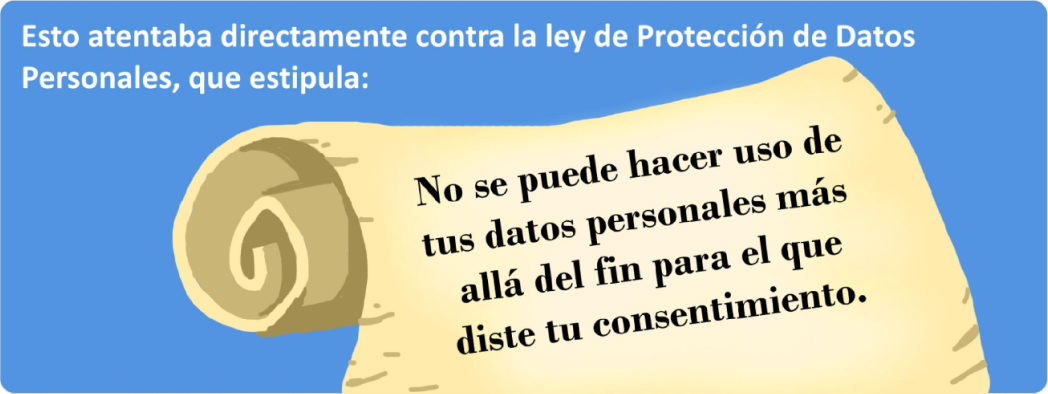 Esto atentaba directamente contra la ley de Protección de Datos
Personales, que estipula:
No se puede hacer uso de
tus datos personales más
allá del fin para el que
diste tu consentimiento.